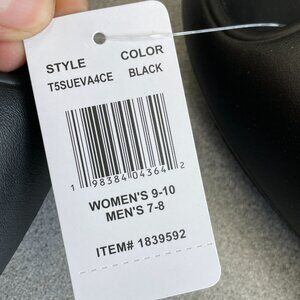 STYLE COLOR
T5SUEVA4CE BLACK
1 98384 04364 2
WOMEN'S 9-10
MEN'S 7-8
ITEM# 1839592